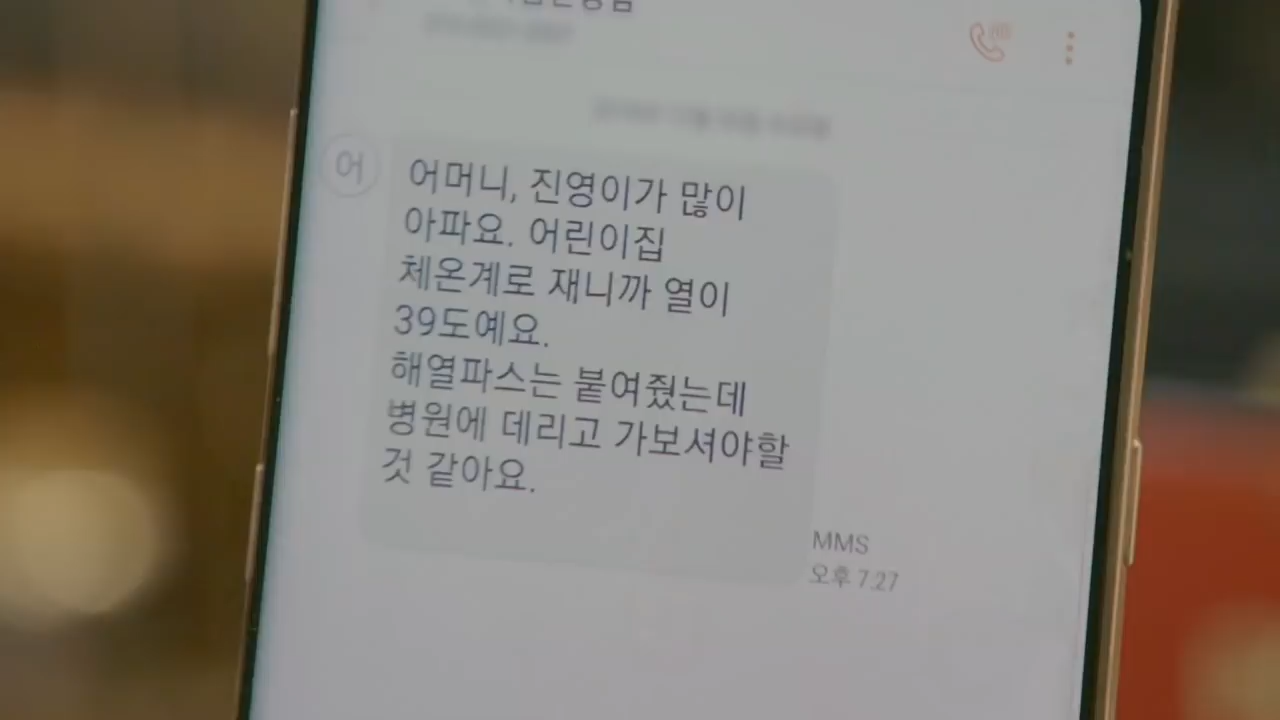 어
어머니, 진영이가 많이
아파요. 어린이집
체온계로 재니까 열이
39도예요.
해열파스는 붙여줬는데
병원에 데리고 가보셔야할
것 같아요.
MMS
오후 7:27